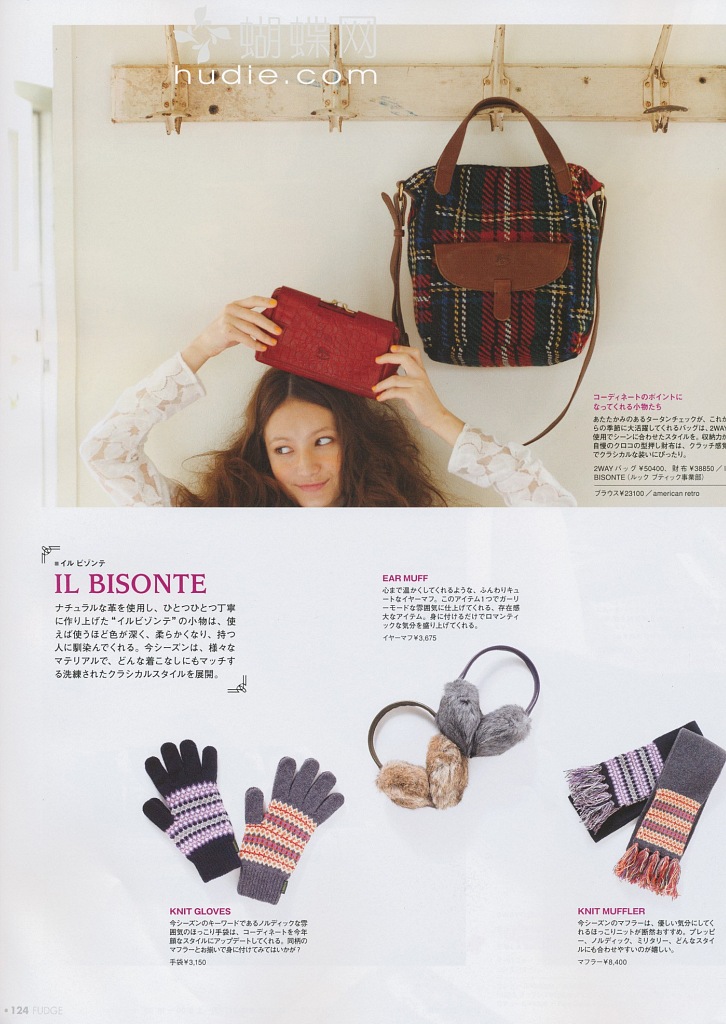 蝴蝶网
hudie.com
コーディネートのポイントに
なってくれる小物たち
あたたかみのあるタータンチェックが、これか
らの季節に大活躍してくれるバッグは、2WAY
使用でシーンに合わせたスタイルを。収納力が
自慢のクロコの型押し財布は、クラッチ感覚
でクラシカルな装いにぴったり。
2WAYバッグ¥50400、財布¥38850／I
BISONTE（ルック ブティック事業部）
ブラウス¥23100／american retro
■イル ビゾンテ
IL BISONTE
ナチュラルな革を使用し、ひとつひとつ丁寧
に作り上げた“イルビゾンテ”の小物は、使
えば使うほど色が深く、柔らかくなり、持つ
人に馴染んでくれる。今シーズンは、様々な
マテリアルで、どんな着こなしにもマッチす
る洗練されたクラシカルスタイルを展開。
EAR MUFF
心まで温かくしてくれるような、ふんわりキュ
ートなイヤーマフ。このアイテム1つでガーリ
ーモードな雰囲気に仕上げてくれる、存在感
大なアイテム。身に付けるだけでロマンティ
ックな気分を盛り上げてくれる。
イヤーマフ¥3,675
KNIT GLOVES
今シーズンのキーワードであるノルディックな雰
囲気のほっこり手袋は、コーディネートを今年
顔なスタイルにアップデートしてくれる。同柄の
マフラーとお揃いで身に付けてみてはいかが？
手袋¥3,150
KNIT MUFFLER
今シーズンのマフラーは、優しい気分にしてく
れるほっこりニットが断然おすすめ。プレッピ
ー、ノルディック、ミリタリー、どんなスタイ
ルにも合わせやすいのが嬉しい。
マフラー¥8,400
•124 FUDGE